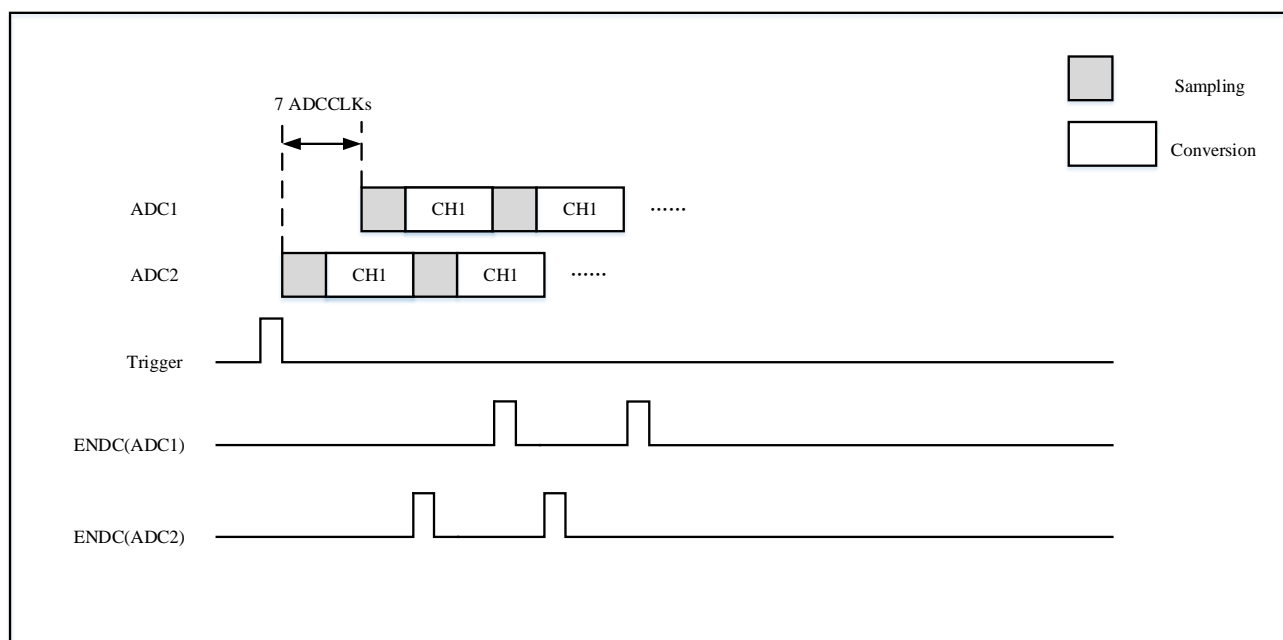 Sampling
7 ADCCLKs
Conversion
ADC1 CH1 CH1 ······
ADC2 CH1 CH1 ······
Trigger
ENDC(ADC1)
ENDC(ADC2)